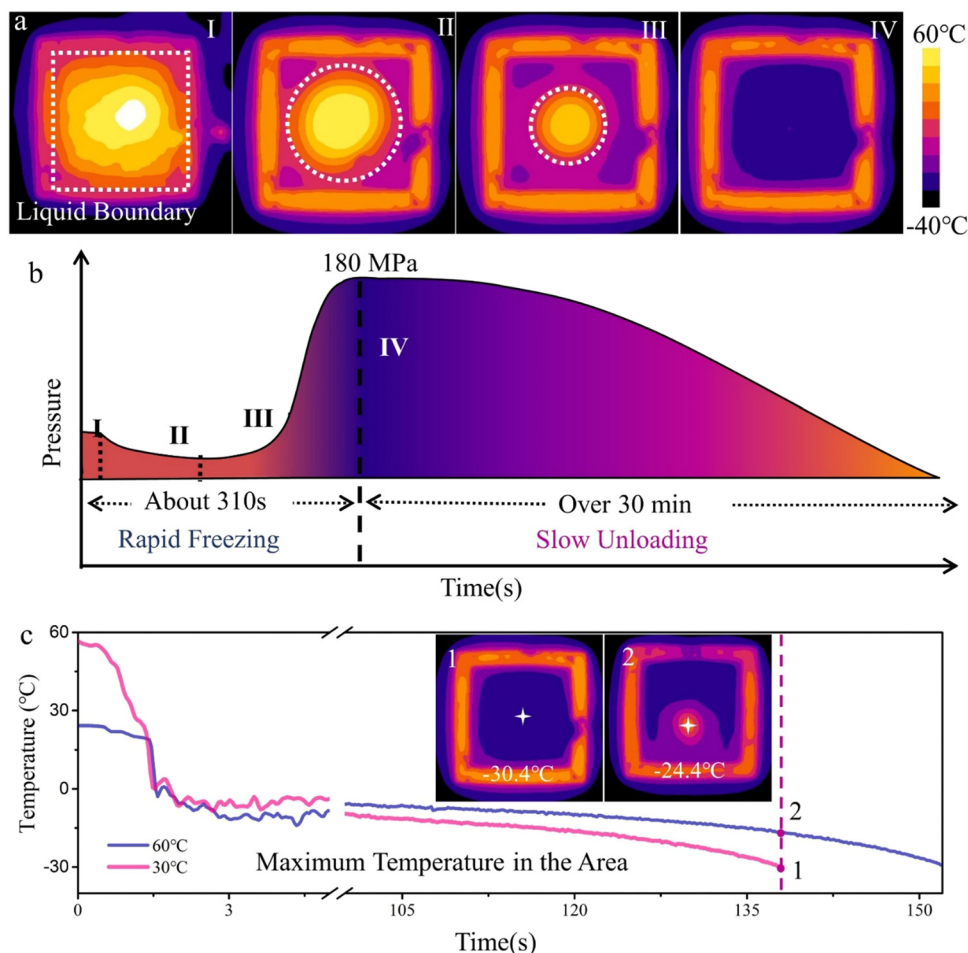 a
I
II
III
IV
60℃
-40℃
Liquid Boundary
b
180 MPa
Pressure
I
II
III
IV
About 310s
Over 30 min
Rapid Freezing
Slow Unloading
Time(s)
c
60
30
0
-30
Temperature (℃)
1
2
-30.4℃
-24.4℃
2
1
60℃
30℃
Maximum Temperature in the Area
0
3
105
120
135
150
Time(s)